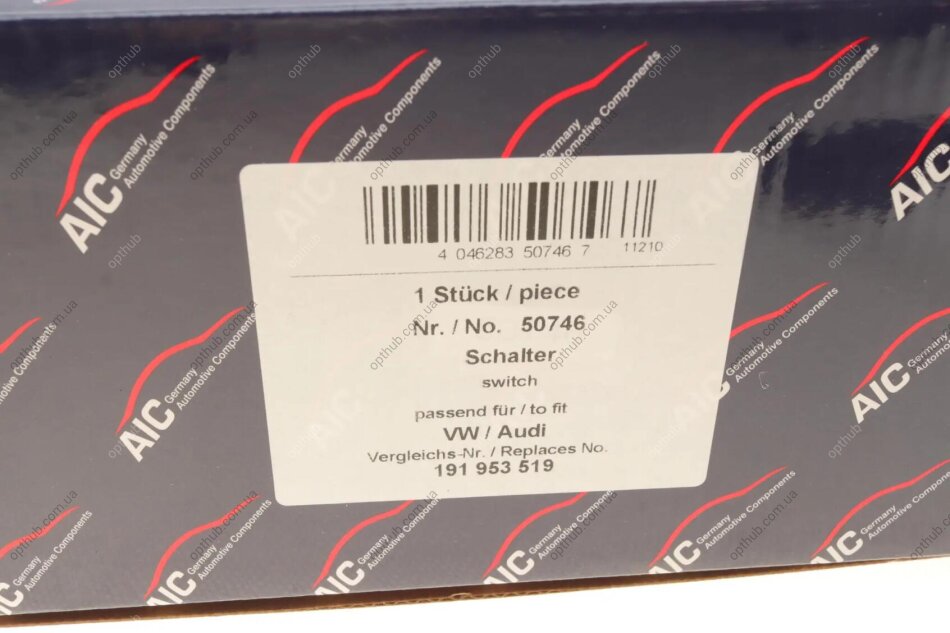 4 046283 50746 7 11210
1 Stück / piece
Nr. / No. 50746
Schalter
switch
passend für / to fit
VW / Audi
Vergleichs-Nr. / Replaces No.
191 953 519
AIC Germany
Automotive Components
opthub.com.ua